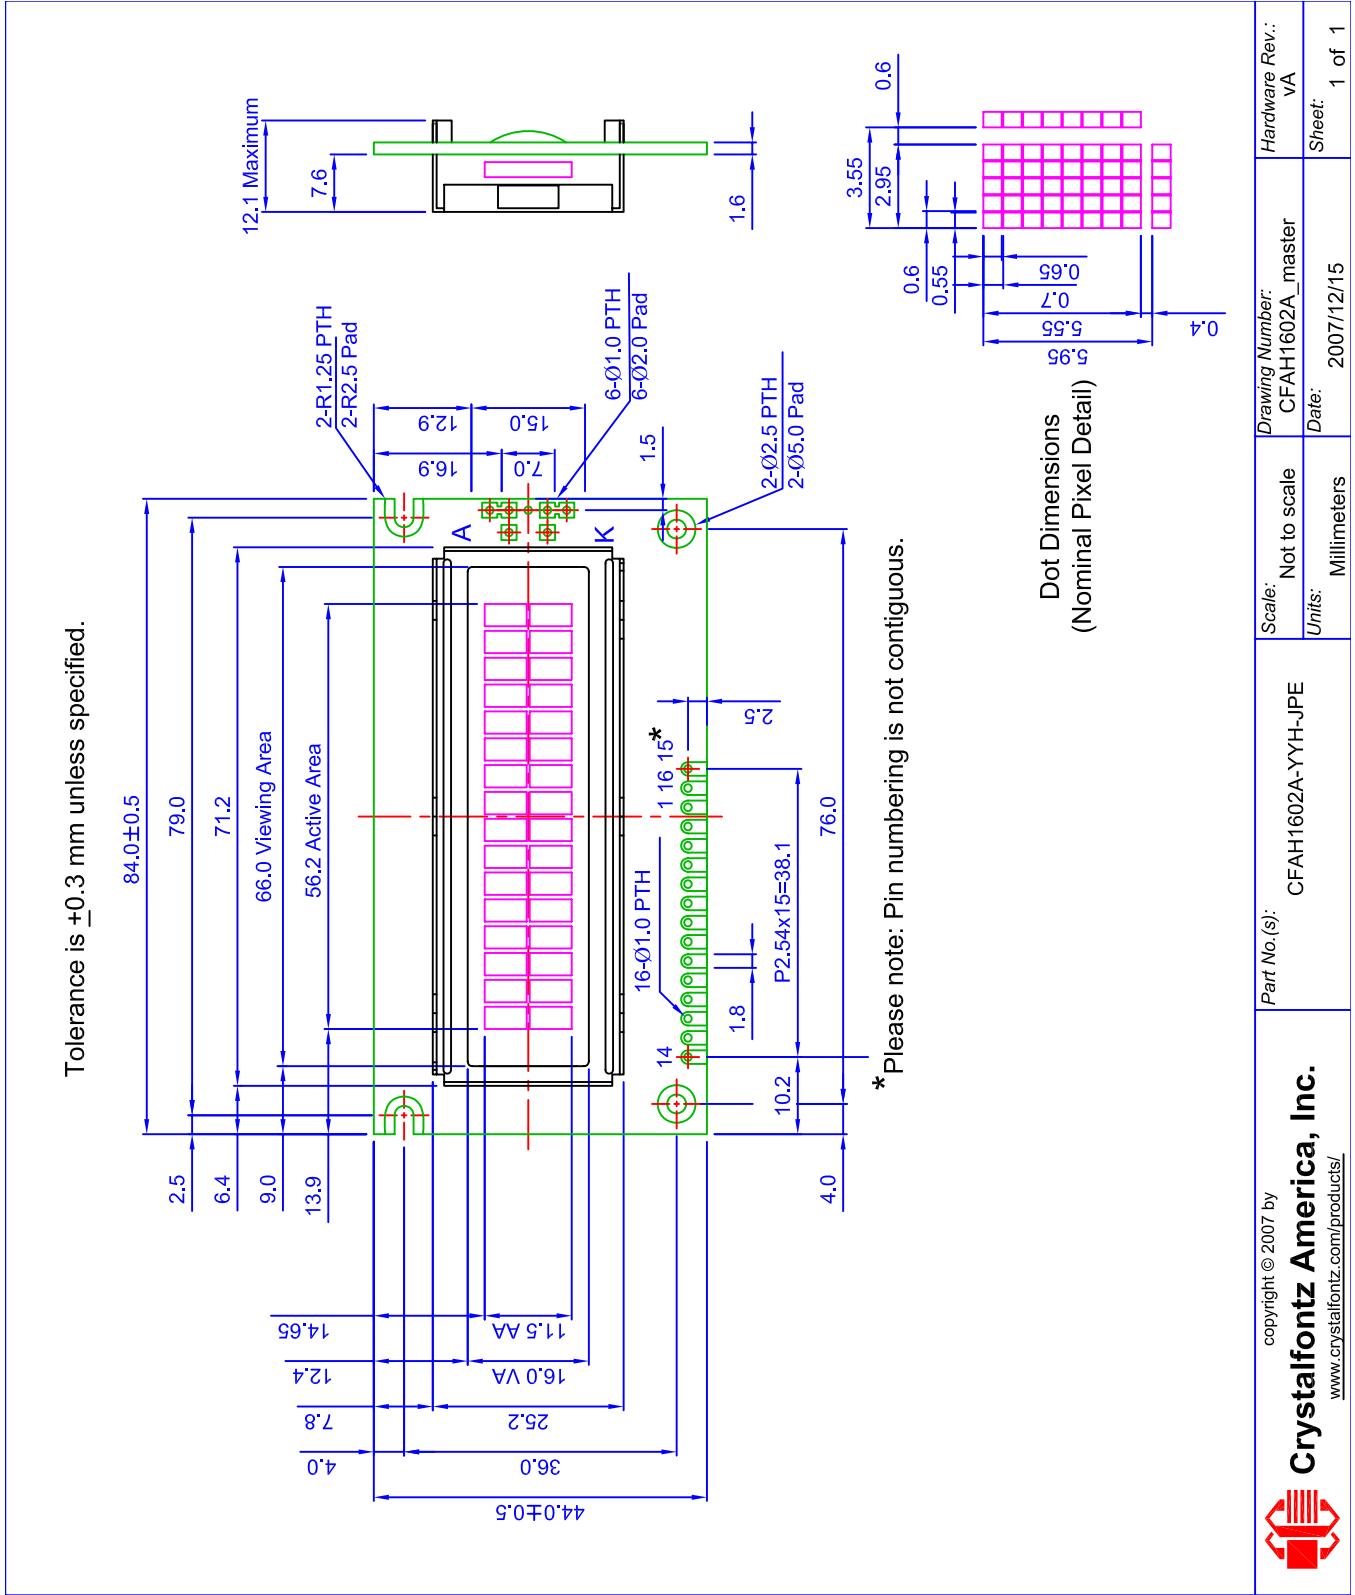 Tolerance is ±0.3 mm unless specified.
84.0±0.5
79.0
71.2
66.0 Viewing Area
56.2 Active Area
2.5
6.4
9.0
13.9
14.65
11.5 AA
12.4
16.0 VA
7.8
25.2
4.0
36.0
44.0±0.5
2-R1.25 PTH
2-R2.5 Pad
12.9
15.0
16.9
7.0
6-Ø1.0 PTH
6-Ø2.0 Pad
1.5
A
K
2-Ø2.5 PTH
2-Ø5.0 Pad
16-Ø1.0 PTH
14
1 16 15 *
2.5
1.8
P2.54x15=38.1
10.2
76.0
4.0
*Please note: Pin numbering is not contiguous.
12.1 Maximum
7.6
1.6
0.6
3.55
2.95
0.6
0.55
0.65
0.7
5.55
5.95
0.4
Dot Dimensions
(Nominal Pixel Detail)
copyright © 2007 by
Crystalfontz America, Inc.
www.crystalfontz.com/products/
Part No.(s):
CFAH1602A-YYH-JPE
Scale:
Not to scale
Units:
Millimeters
Drawing Number:
CFAH1602A_master
Date:
2007/12/15
Hardware Rev.:
vA
Sheet:
1 of 1